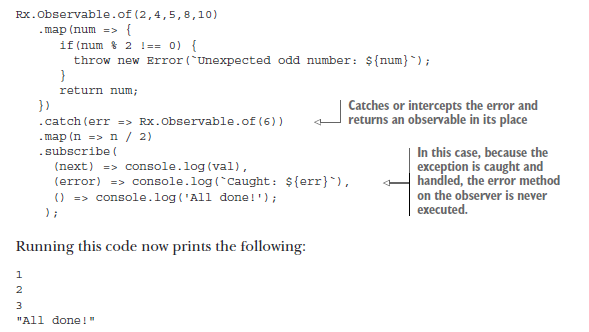 Rx.Observable.of(2,4,5,8,10)
.map(num => {
if(num % 2 !== 0) {
throw new Error(`Unexpected odd number: ${num}`);
}
return num;
})
.catch(err => Rx.Observable.of(6))
Catches or intercepts the error and
returns an observable in its place
.map(n => n / 2)
.subscribe(
(next) => console.log(val),
(error) => console.log(`Caught: ${err}`),
() => console.log('All done!');
);
In this case, because the
exception is caught and
handled, the error method
on the observer is never
executed.
Running this code now prints the following:
1
2
3
"All done!"